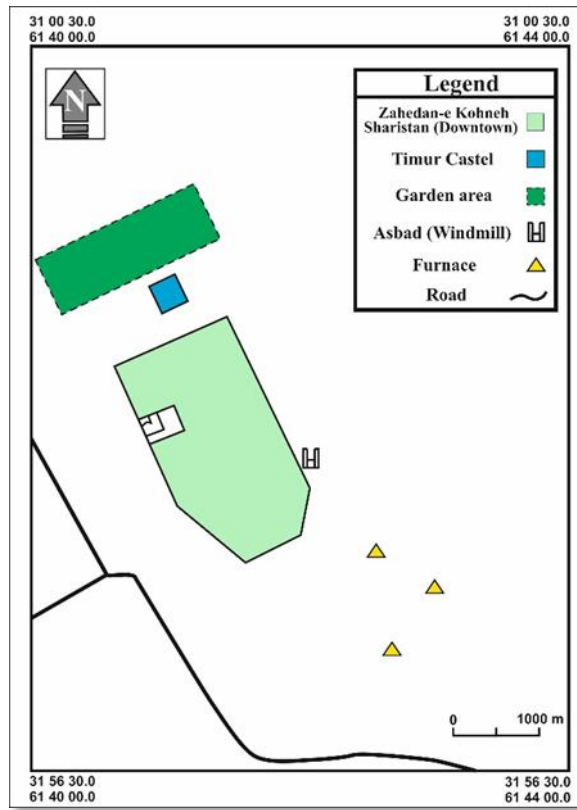 31 00 30.0
61 40 00.0
31 00 30.0
61 44 00.0
N
Legend
Zahedan-e Kohneh
Sharistan (Downtown)
Timur Castel
Garden area
Asbad (Windmill)
Furnace
Road
0
1000 m
31 56 30.0
61 40 00.0
31 56 30.0
61 44 00.0